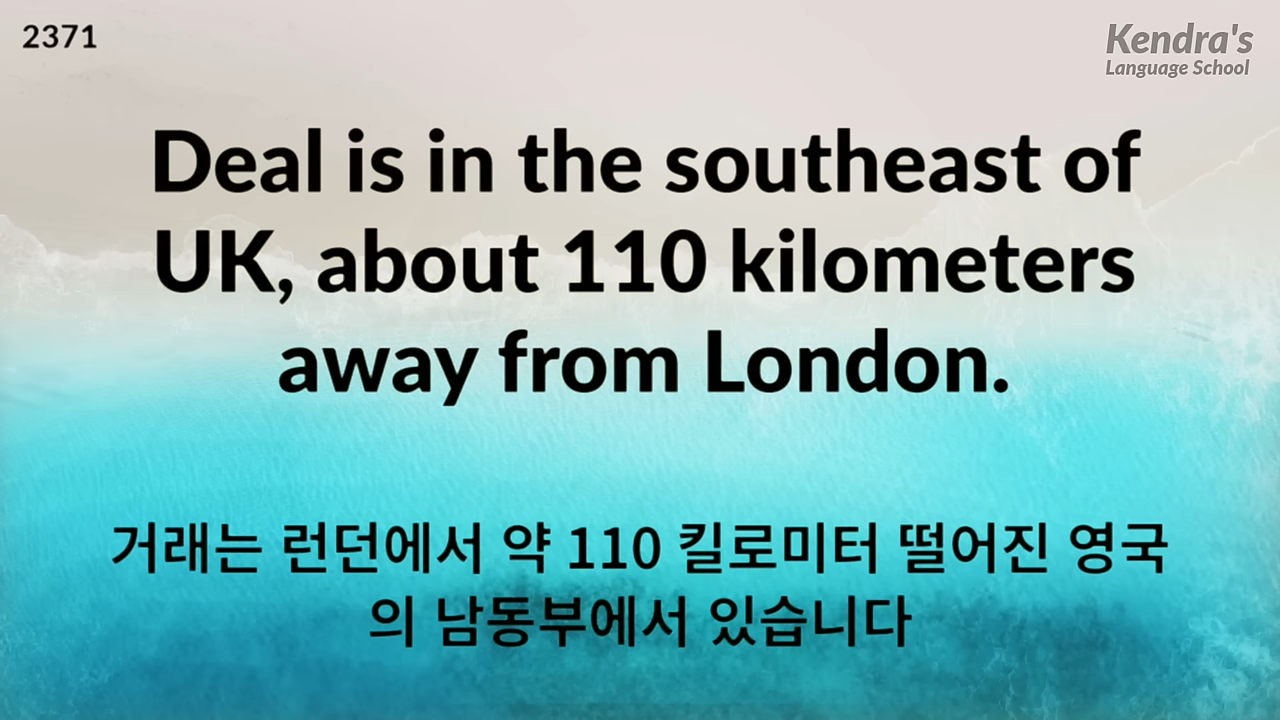 2371
Kendra's
Language School
Deal is in the southeast of
UK, about 110 kilometers
away from London.
거래는 런던에서 약 110 킬로미터 떨어진 영국
의 남동부에서 있습니다